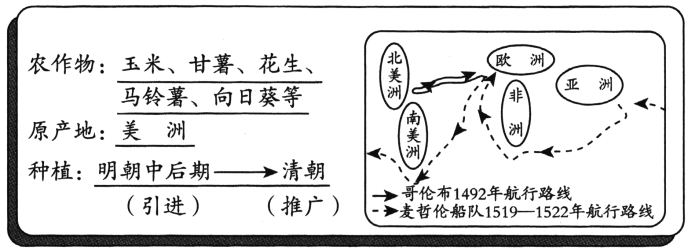 农作物：玉米、甘薯、花生、
马铃薯、向日葵等
原产地：美 洲
种植：明朝中后期 清朝
（引进） （推广）
北美洲
欧 洲
亚 洲
非洲
南美洲
哥伦布1492年航行路线
麦哲伦船队1519—1522年航行路线